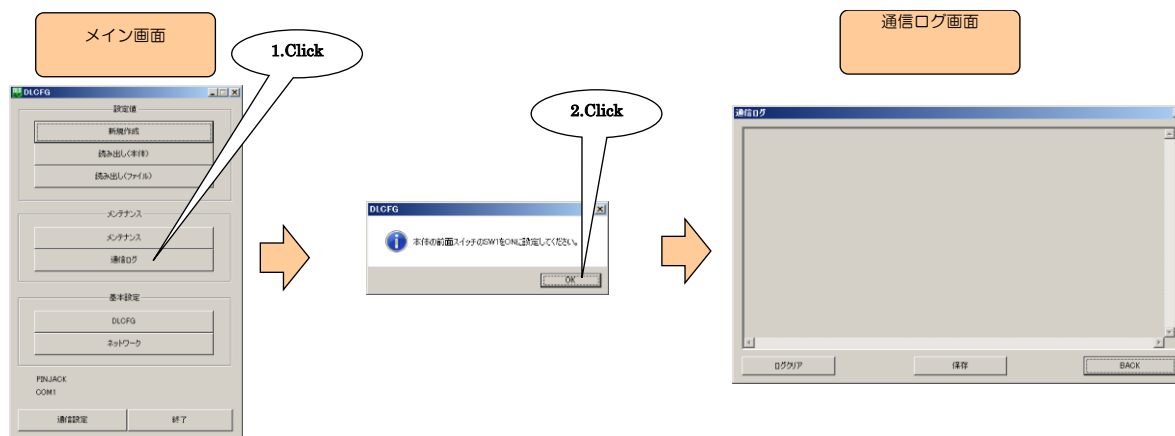 メイン画面
1.Click
DLCFG
設定値
新規作成
読み出し(本体)
読み出し(ファイル)
メンテナンス
メンテナンス
通信ログ
基本設定
DLCFG
ネットワーク
PINJACK
COM1
通信設定
終了
2.Click
DLCFG
本体の前面スイッチのSW1をONに設定してください。
OK
通信ログ画面
通信ログ
ログクリア
保存
BACK